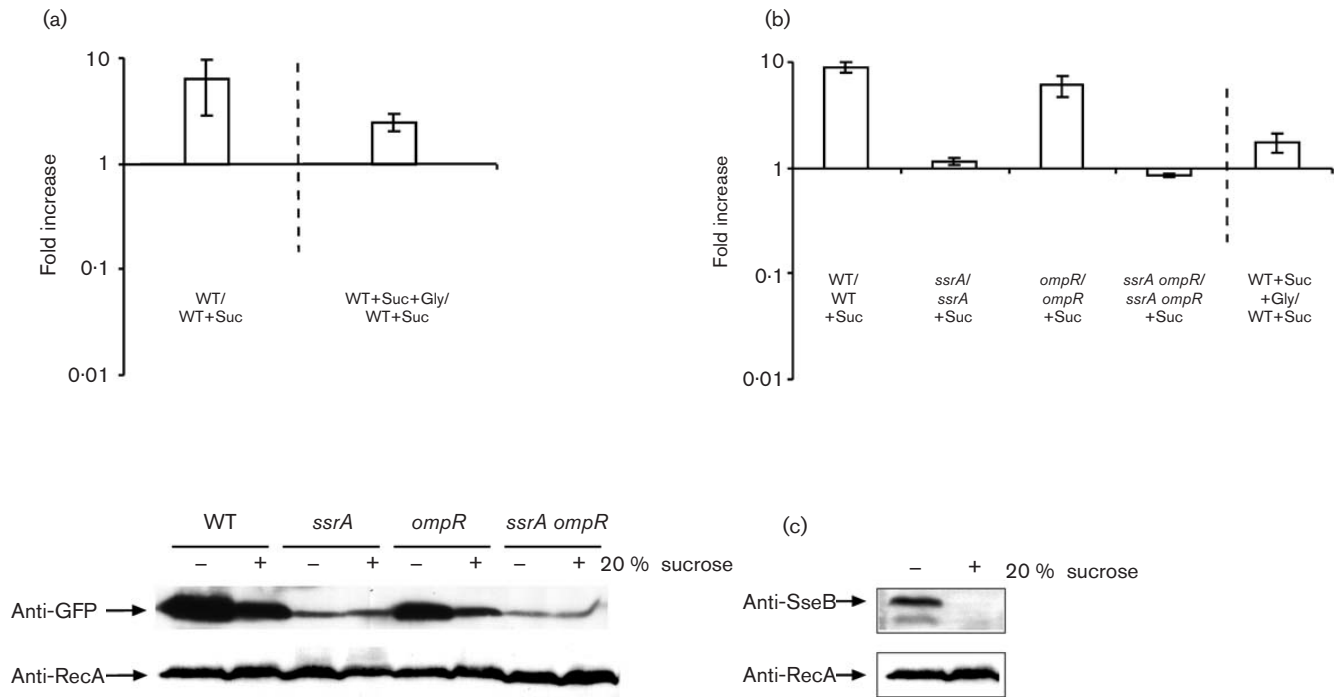 (a)
10
1
0·1
0·01
Fold increase
WT/
WT+Suc
WT+Suc+Gly/
WT+Suc
(b)
10
1
0·1
0·01
Fold increase
WT/
WT
+Suc
ssrA/
ssrA
+Suc
ompR/
ompR
+Suc
ssrA ompR/
ssrA ompR
+Suc
WT+Suc
+Gly/
WT+Suc
WT ssrA ompR ssrA ompR
– + – + – + – + 20 % sucrose
Anti-GFP
Anti-RecA
(c)
– + 20 % sucrose
Anti-SseB
Anti-RecA